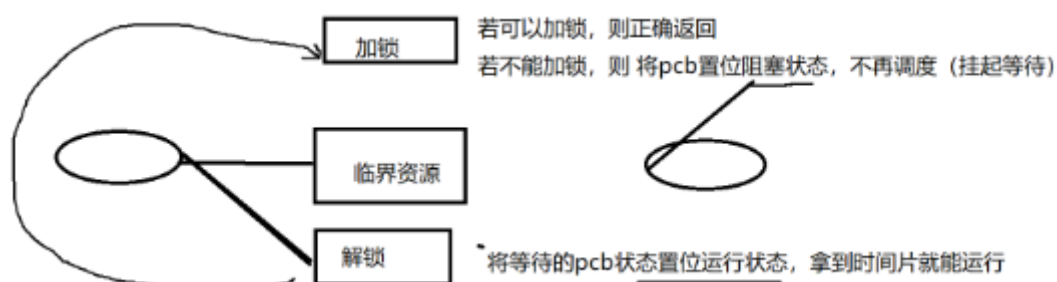 加锁
若可以加锁，则正确返回
若不能加锁，则 将pcb置位阻塞状态，不再调度（挂起等待）
临界资源
解锁
将等待的pcb状态置位运行状态，拿到时间片就能运行